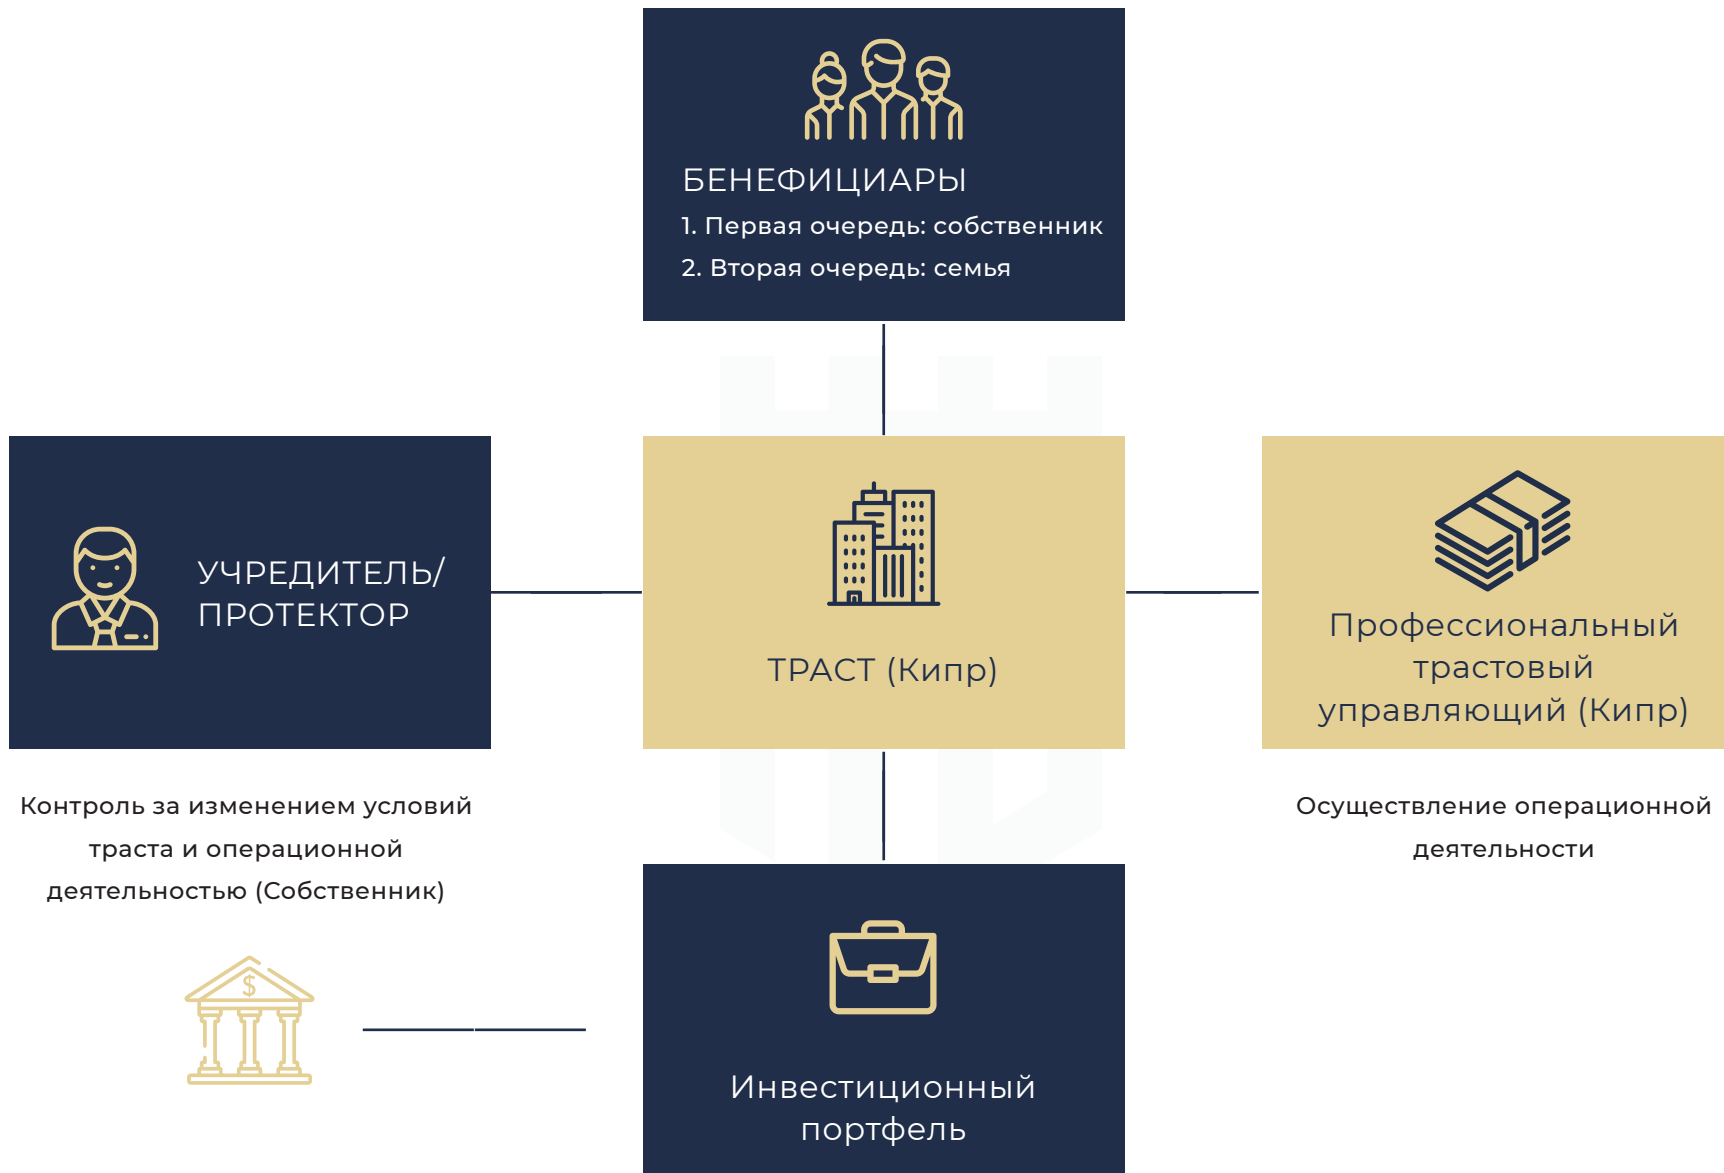 БЕНЕФИЦИАРЫ
1. Первая очередь: собственник
2. Вторая очередь: семья
УЧРЕДИТЕЛЬ/
ПРОТЕКТОР
ТРАСТ (Кипр)
Профессиональный
трастовый
управляющий (Кипр)
Контроль за изменением условий
траста и операционной
деятельностью (Собственник)
Осуществление операционной
деятельности
$
Инвестиционный
портфель